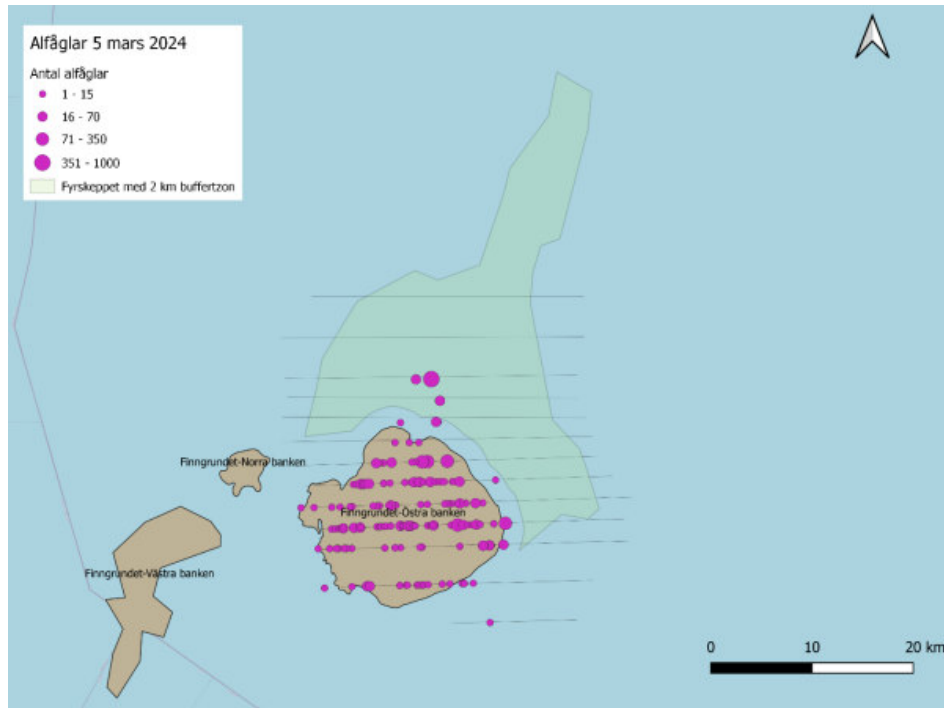 Alfåglar 5 mars 2024
Antal alfåglar
1 - 15
16 - 70
71 - 350
351 - 1000
Fyrskeppet med 2 km buffertzon
Finngrundet-Norra banken
Finngrundet-Östra banken
Finngrundet-Västra banken
0 10 20 km